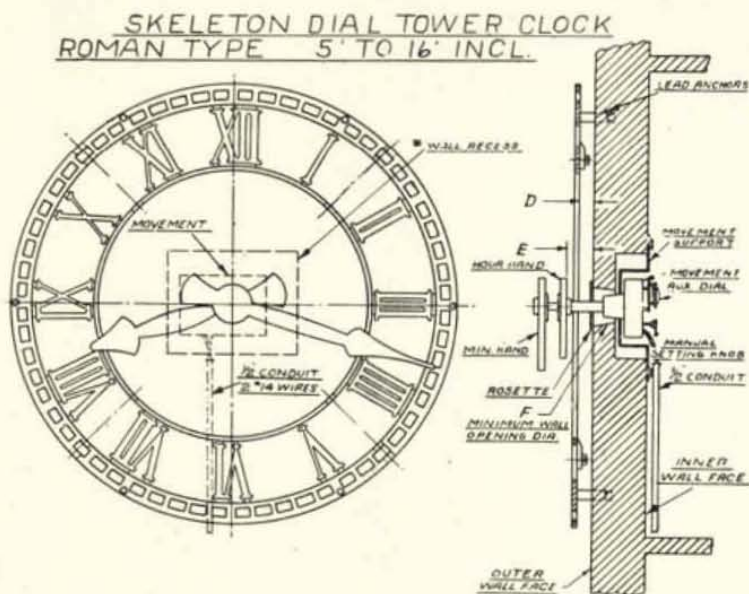 SKELETON DIAL TOWER CLOCK
ROMAN TYPE 5' TO 16' INCL.
LEAD ANCHORS
WALL RECESS
D
MOVEMENT
MOVEMENT
SUPPORT
E
HOUR HAND
MOVEMENT
AUX. DIAL
MIN. HAND
MANUAL
SETTING KNOB
1/2 CONDUIT
2 #14 WIRES
ROSETTE
1/2 CONDUIT
F
MINIMUM WALL
OPENING DIA.
INNER
WALL FACE
OUTER
WALL FACE
XII
I
II
III
IIII
V
VI
VII
VIII
IX
X
XI